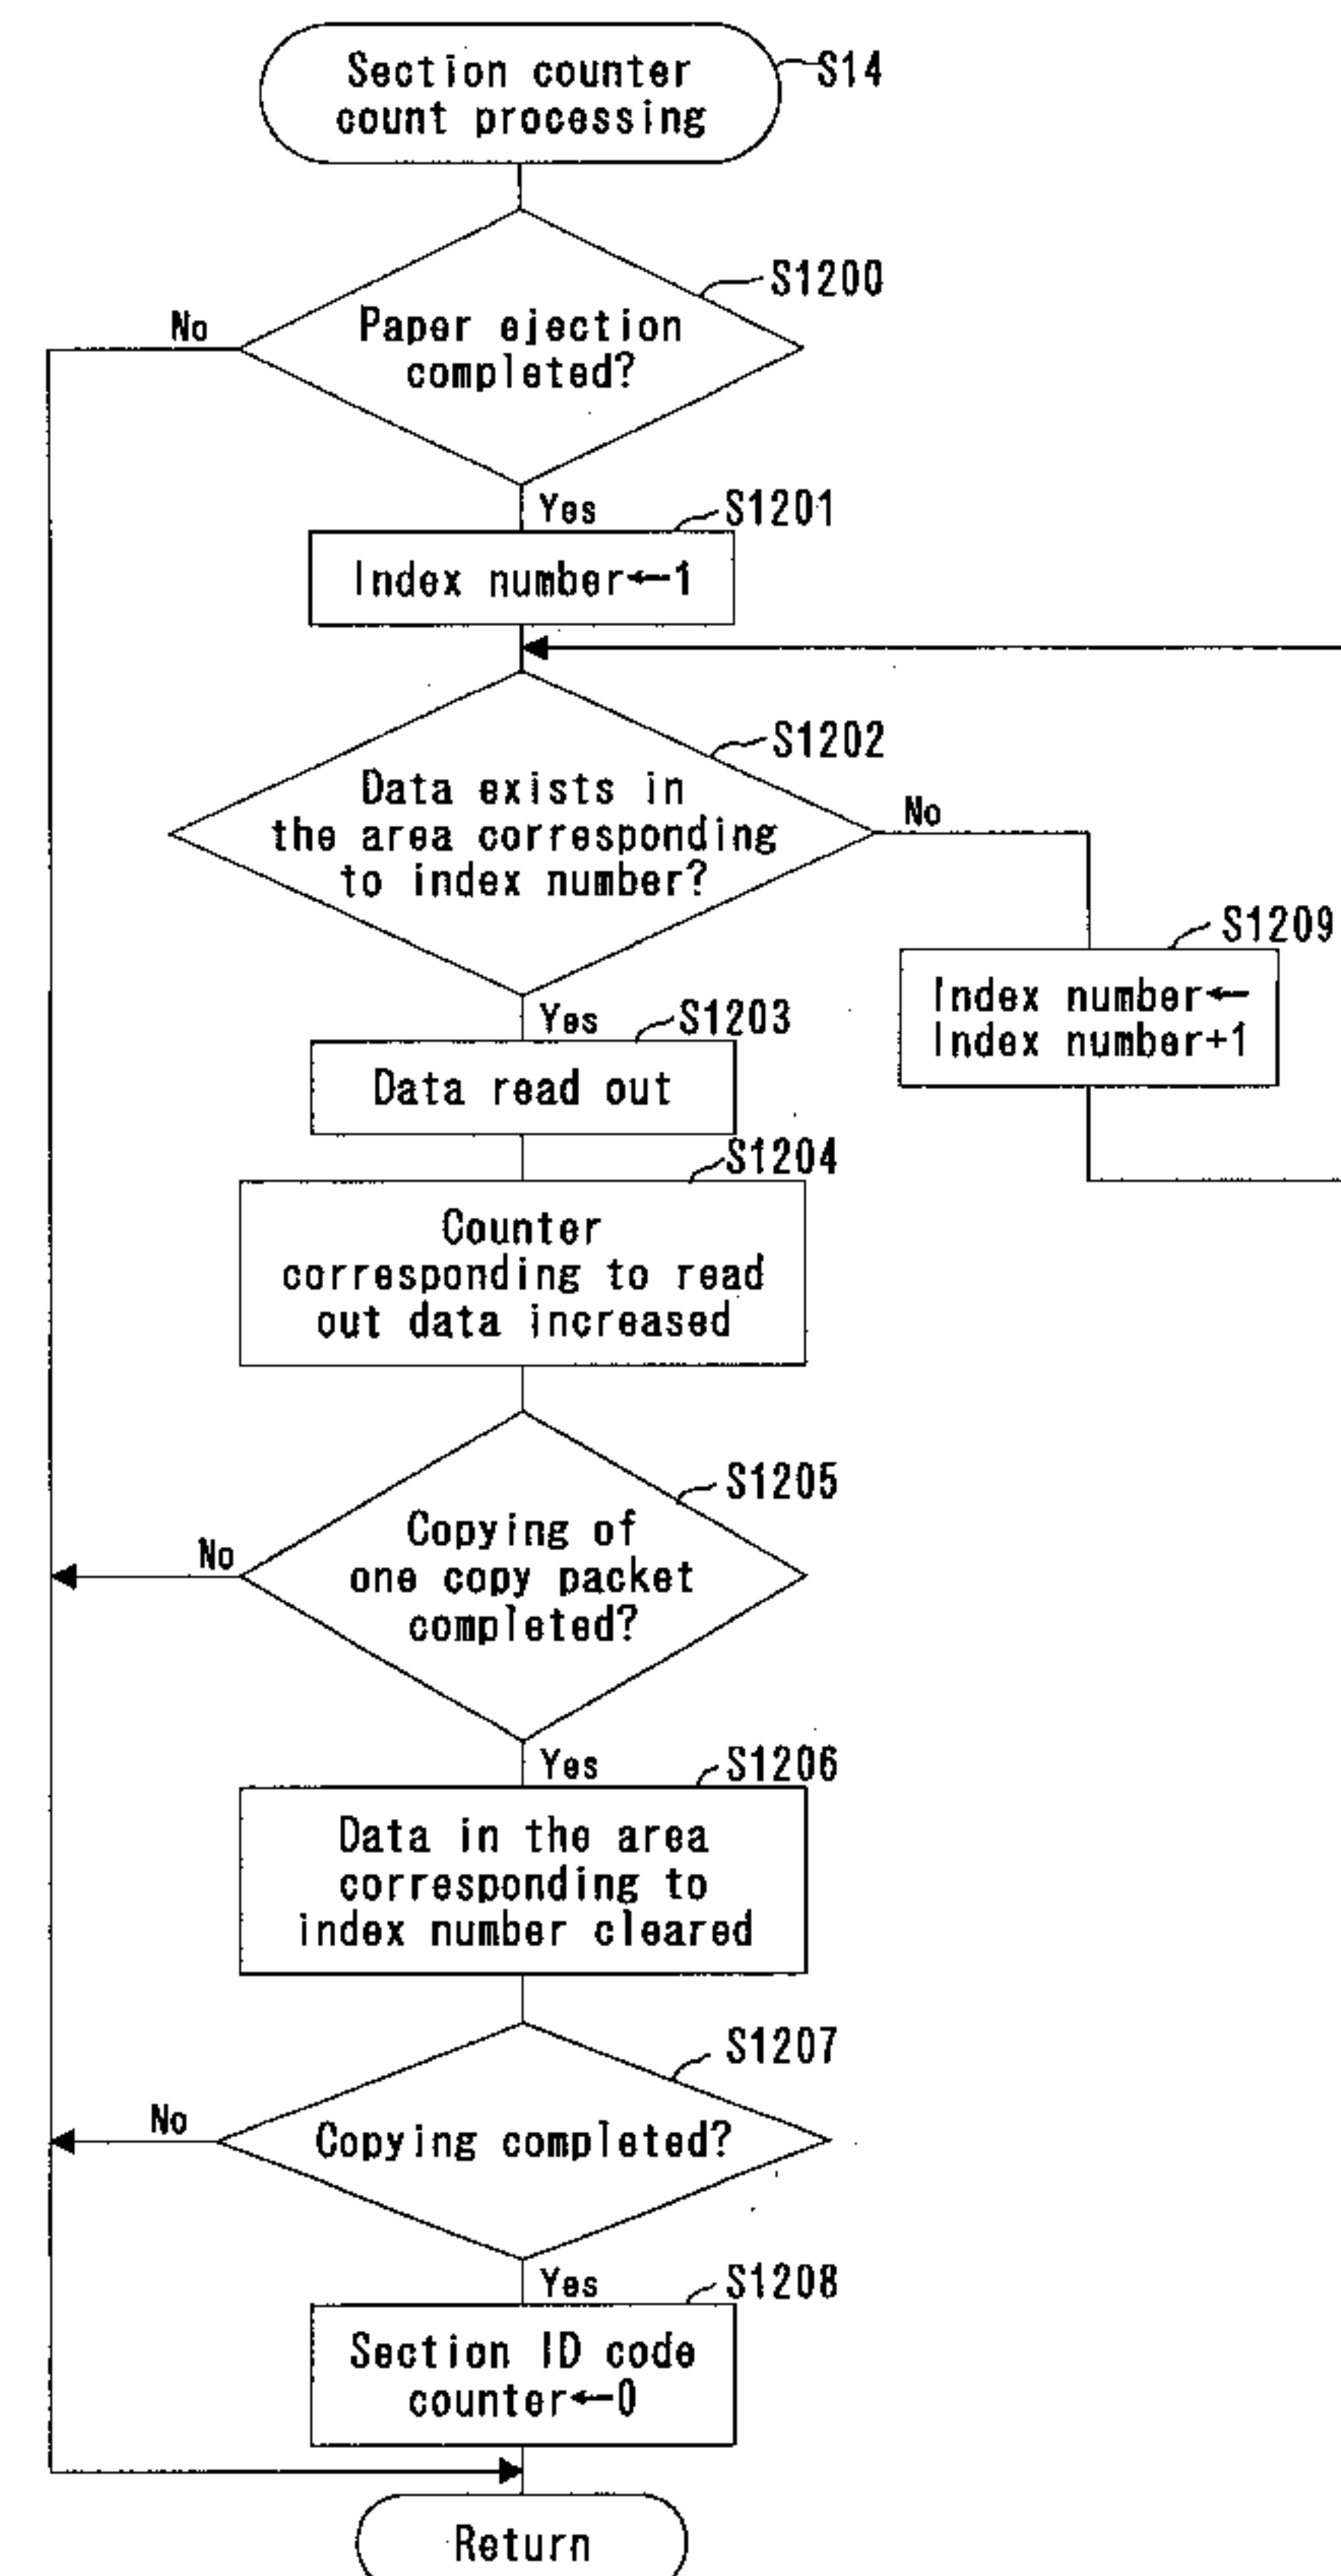 Section counter
count processing
S14
S1200
No
Paper ejection
completed?
Yes
S1201
Index number←1
S1202
Data exists in
the area corresponding
to index number?
No
S1209
Index number←
Index number+1
Yes
S1203
Data read out
S1204
Counter
corresponding to read
out data increased
S1205
No
Copying of
one copy packet
completed?
Yes
S1206
Data in the area
corresponding to
index number cleared
S1207
No
Copying completed?
Yes
S1208
Section ID code
counter←0
Return